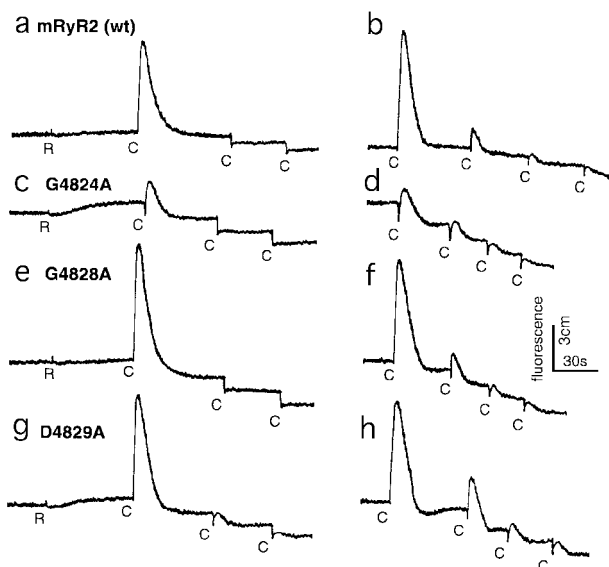 a mRyR2 (wt)
b
R C C C
C C C C
c G4824A
d
R C C C
C C C C
e G4828A
f
R C C C
C C C C
fluorescence
3cm
30s
g D4829A
h
R C C C
C C C C